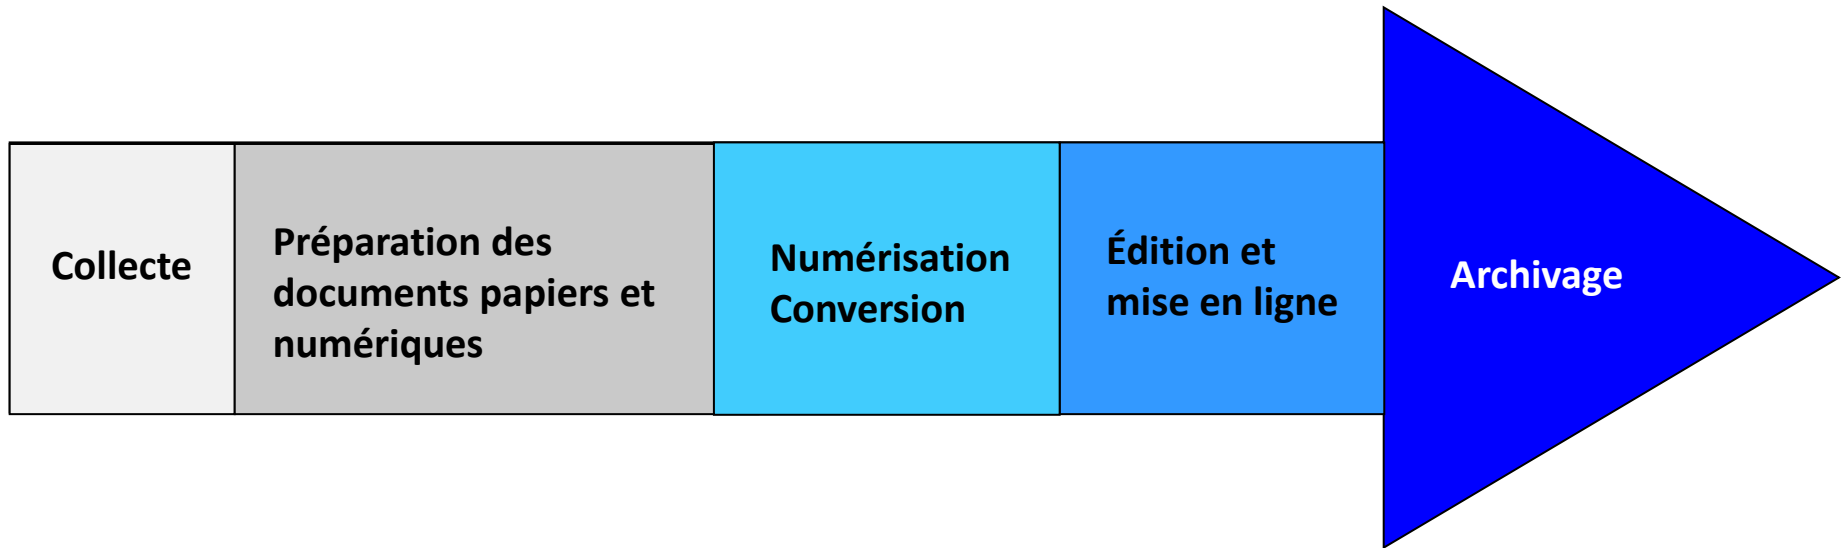 Collecte
Préparation des
documents papiers et
numériques
Numérisation
Conversion
Édition et
mise en ligne
Archivage